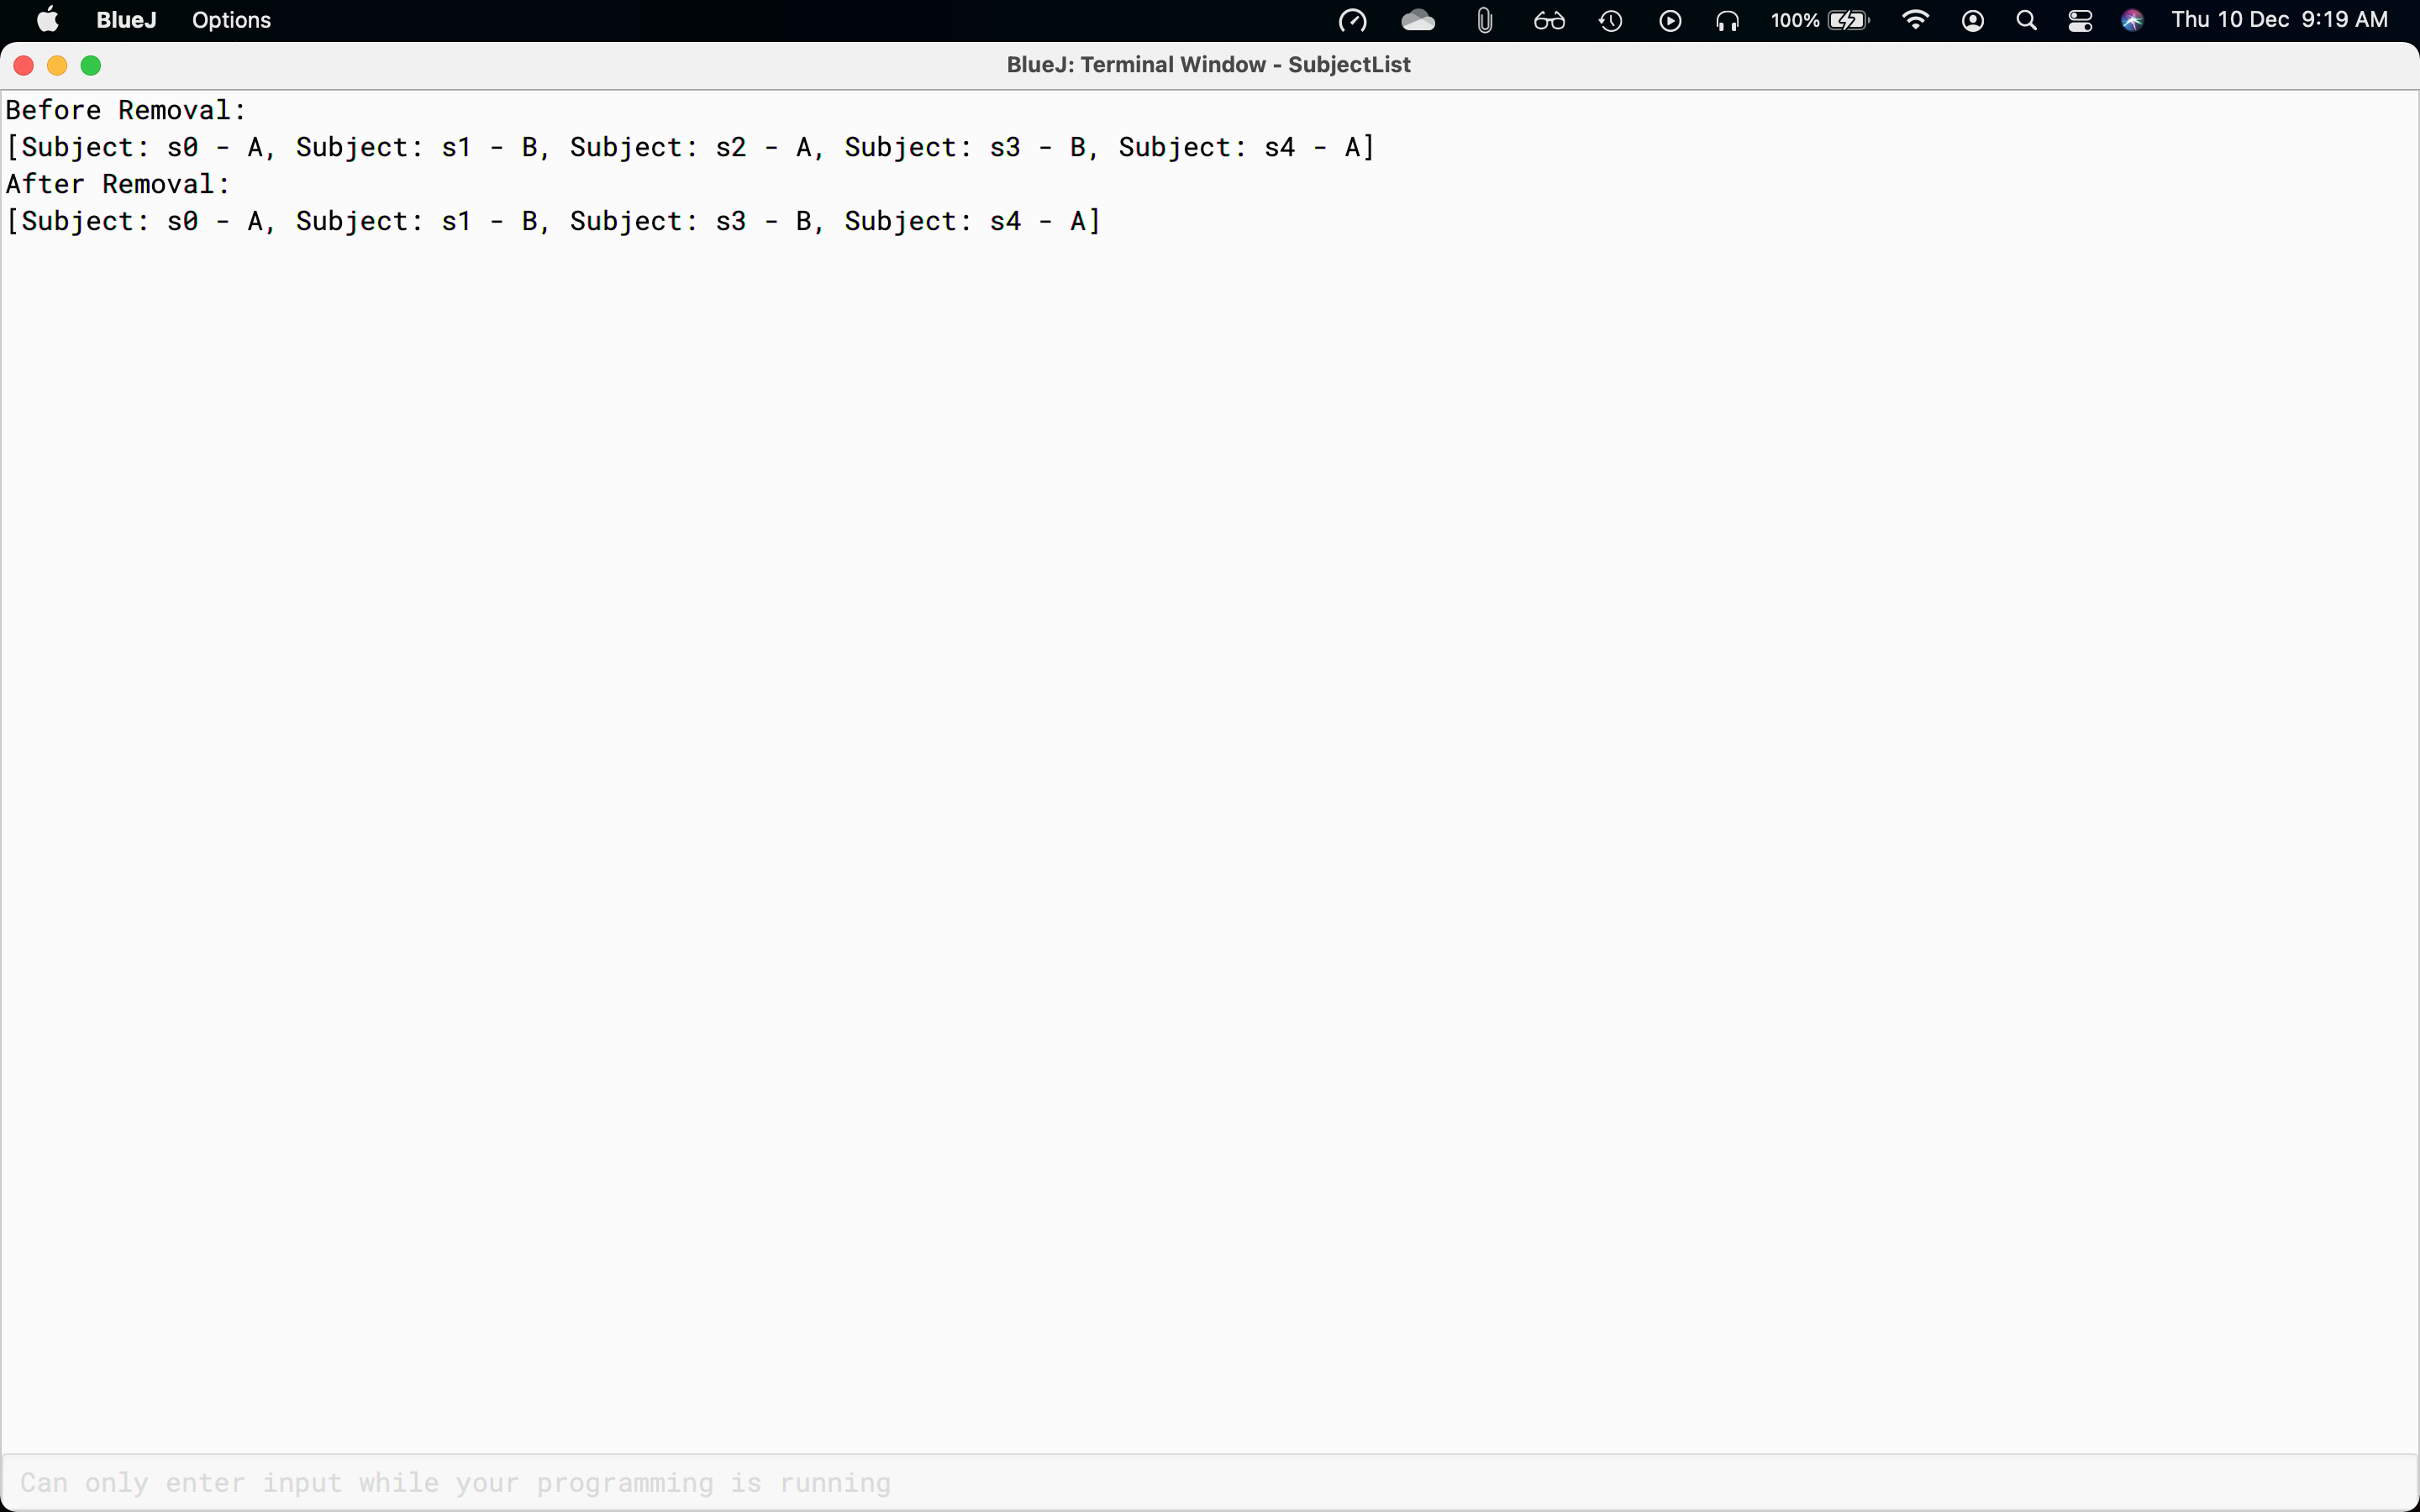 BlueJ Options 100% Thu 10 Dec 9:19 AM
BlueJ: Terminal Window - SubjectList
Before Removal:
[Subject: s0 - A, Subject: s1 - B, Subject: s2 - A, Subject: s3 - B, Subject: s4 - A]
After Removal:
[Subject: s0 - A, Subject: s1 - B, Subject: s3 - B, Subject: s4 - A]
Can only enter input while your programming is running